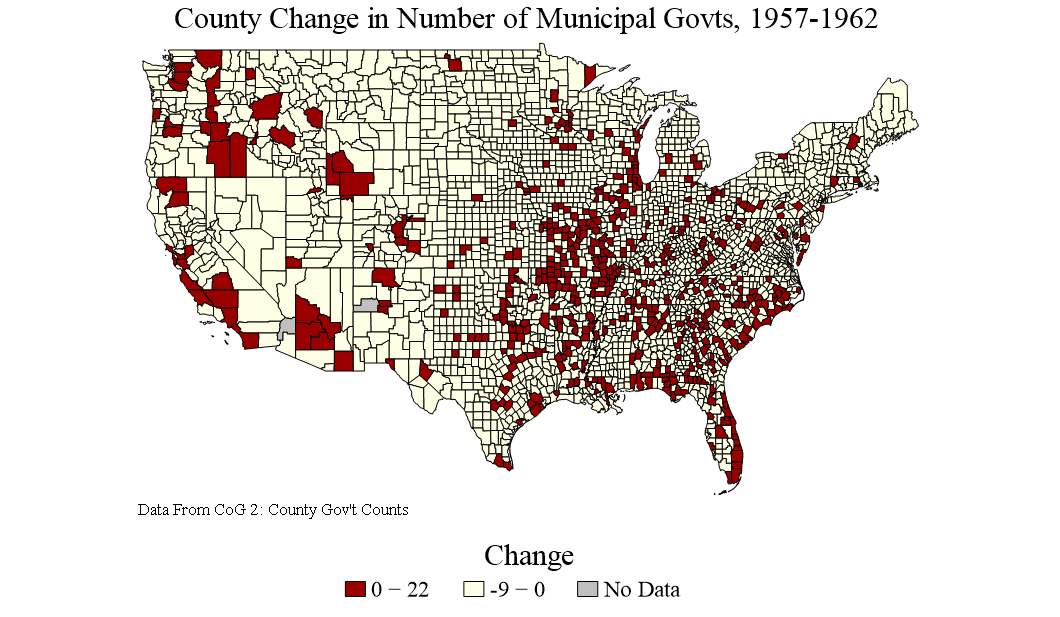 County Change in Number of Municipal Govts, 1957-1962
Data From CoG 2: County Gov't Counts
Change
0 − 22
-9 − 0
No Data